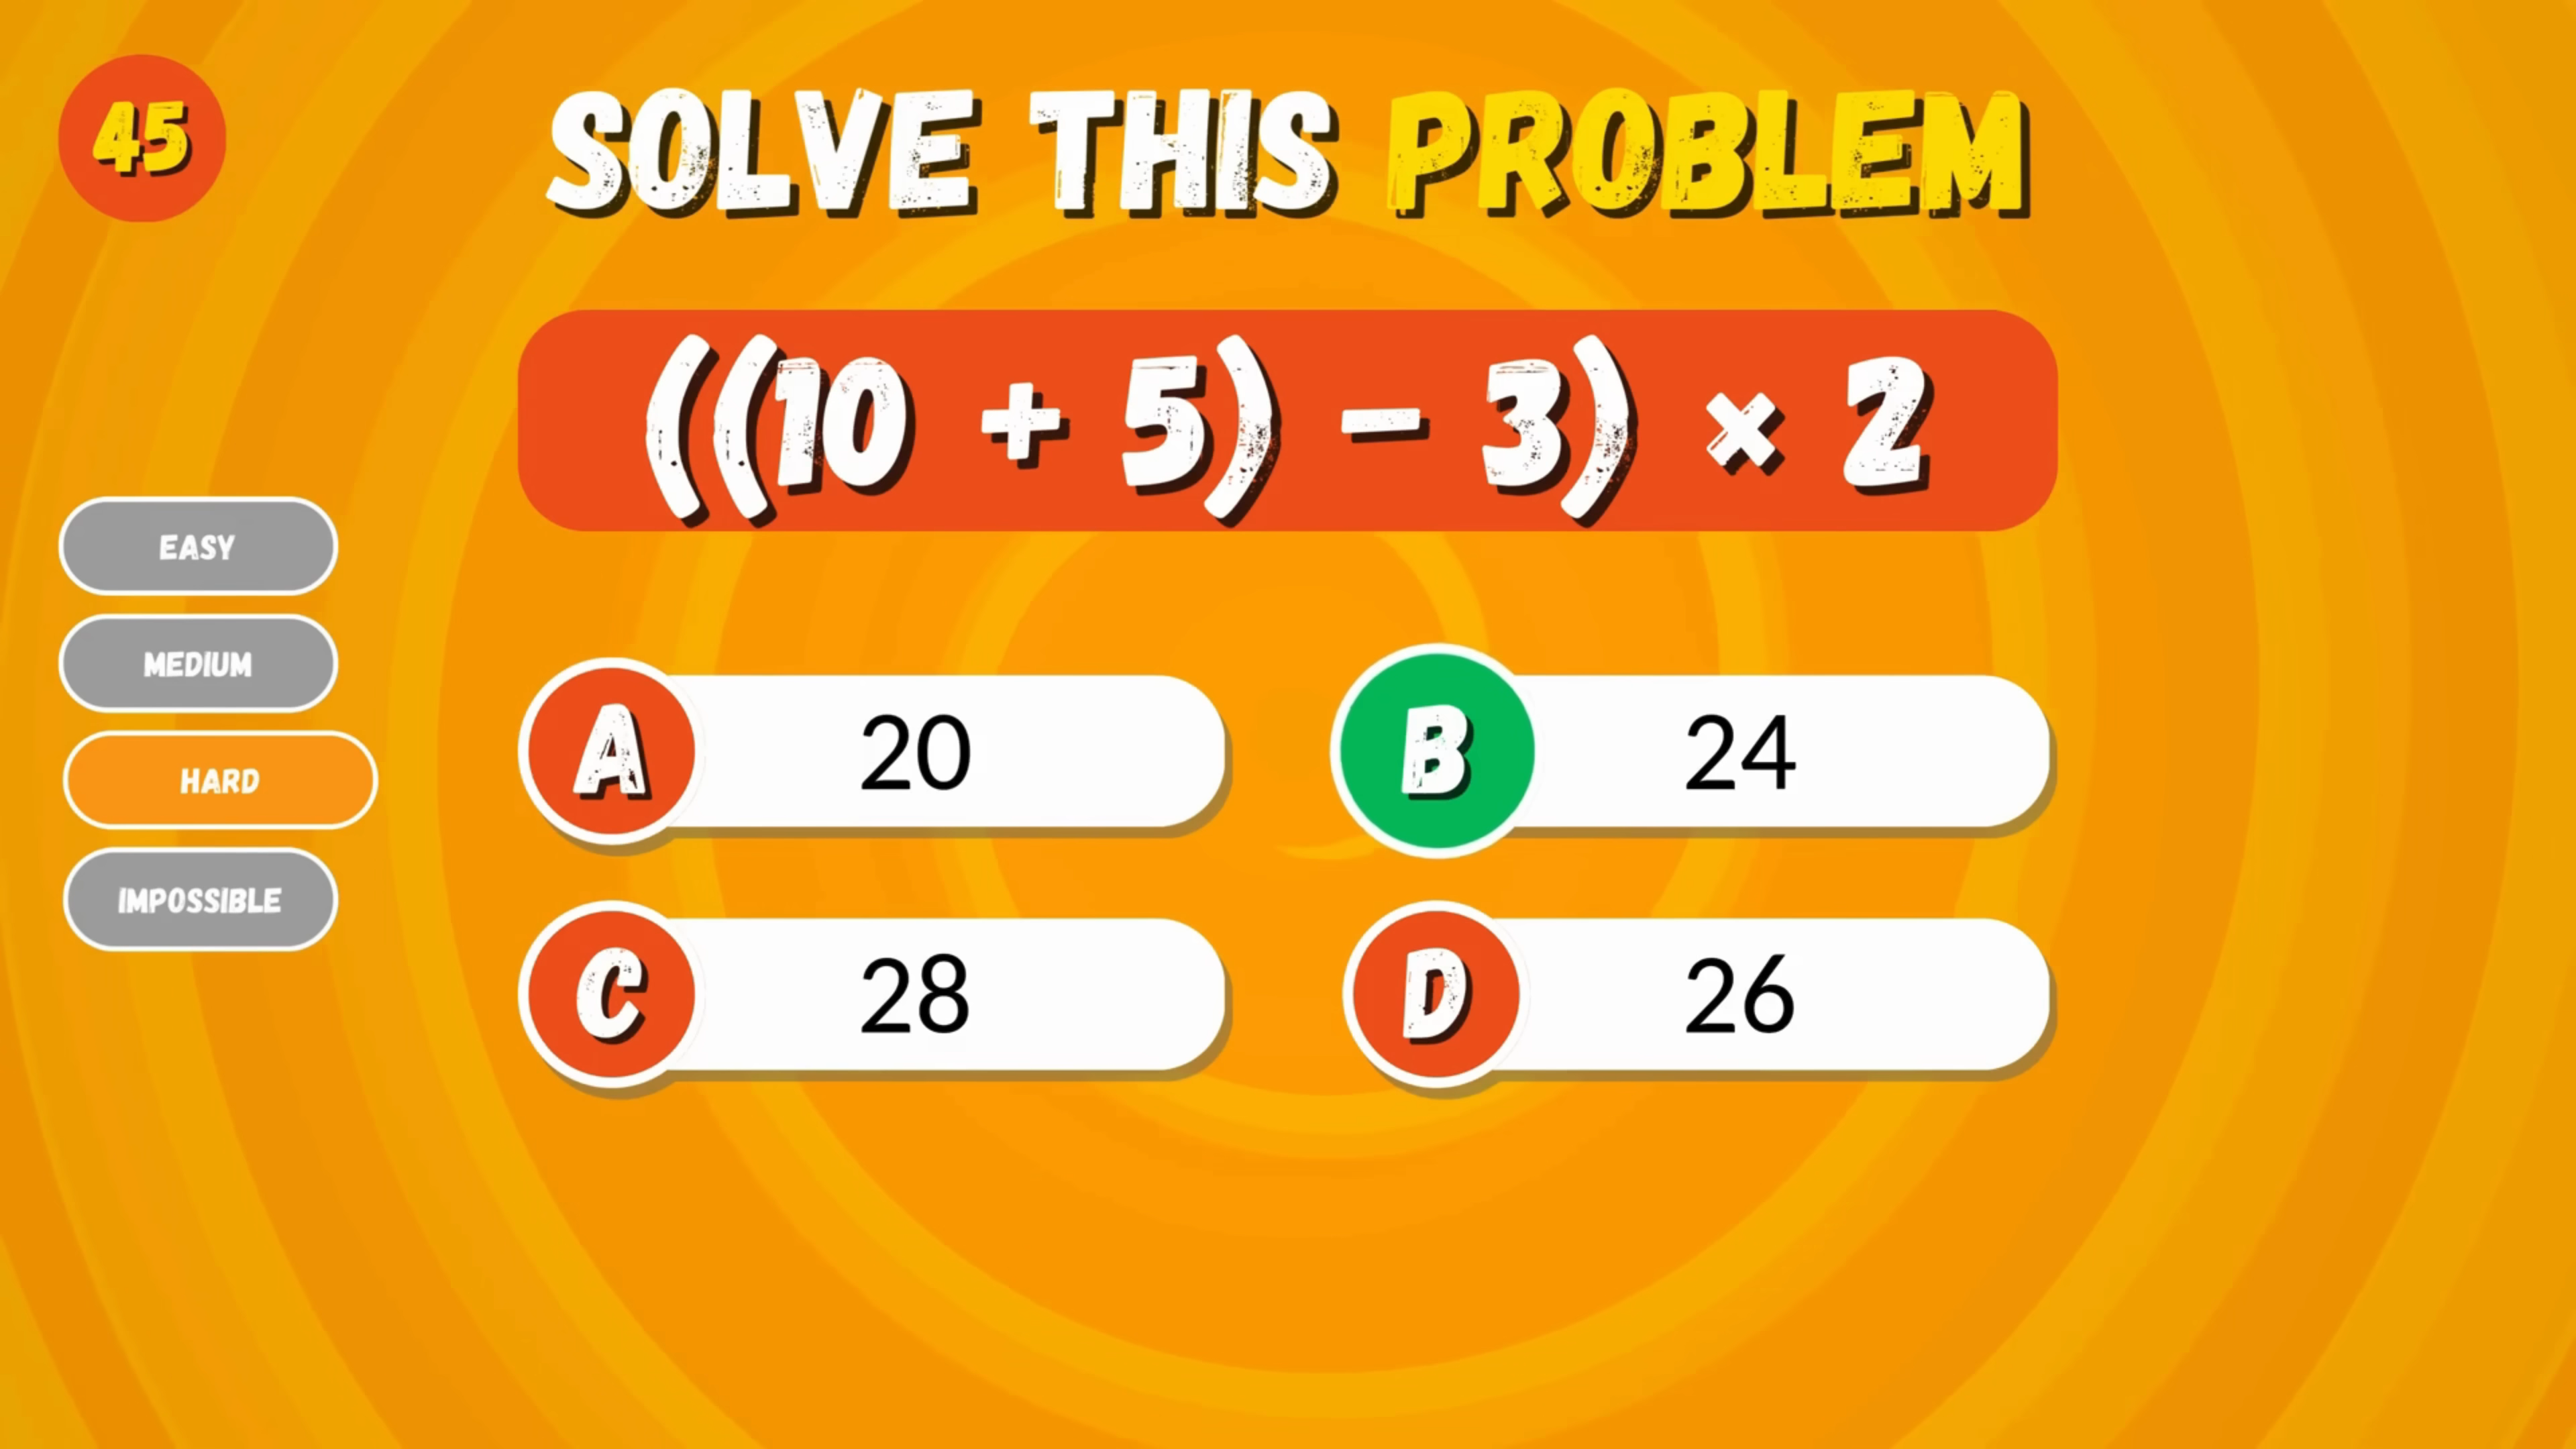 45
SOLVE THIS PROBLEM
((10 + 5) - 3) × 2
EASY
MEDIUM
HARD
IMPOSSIBLE
A 20
B 24
C 28
D 26